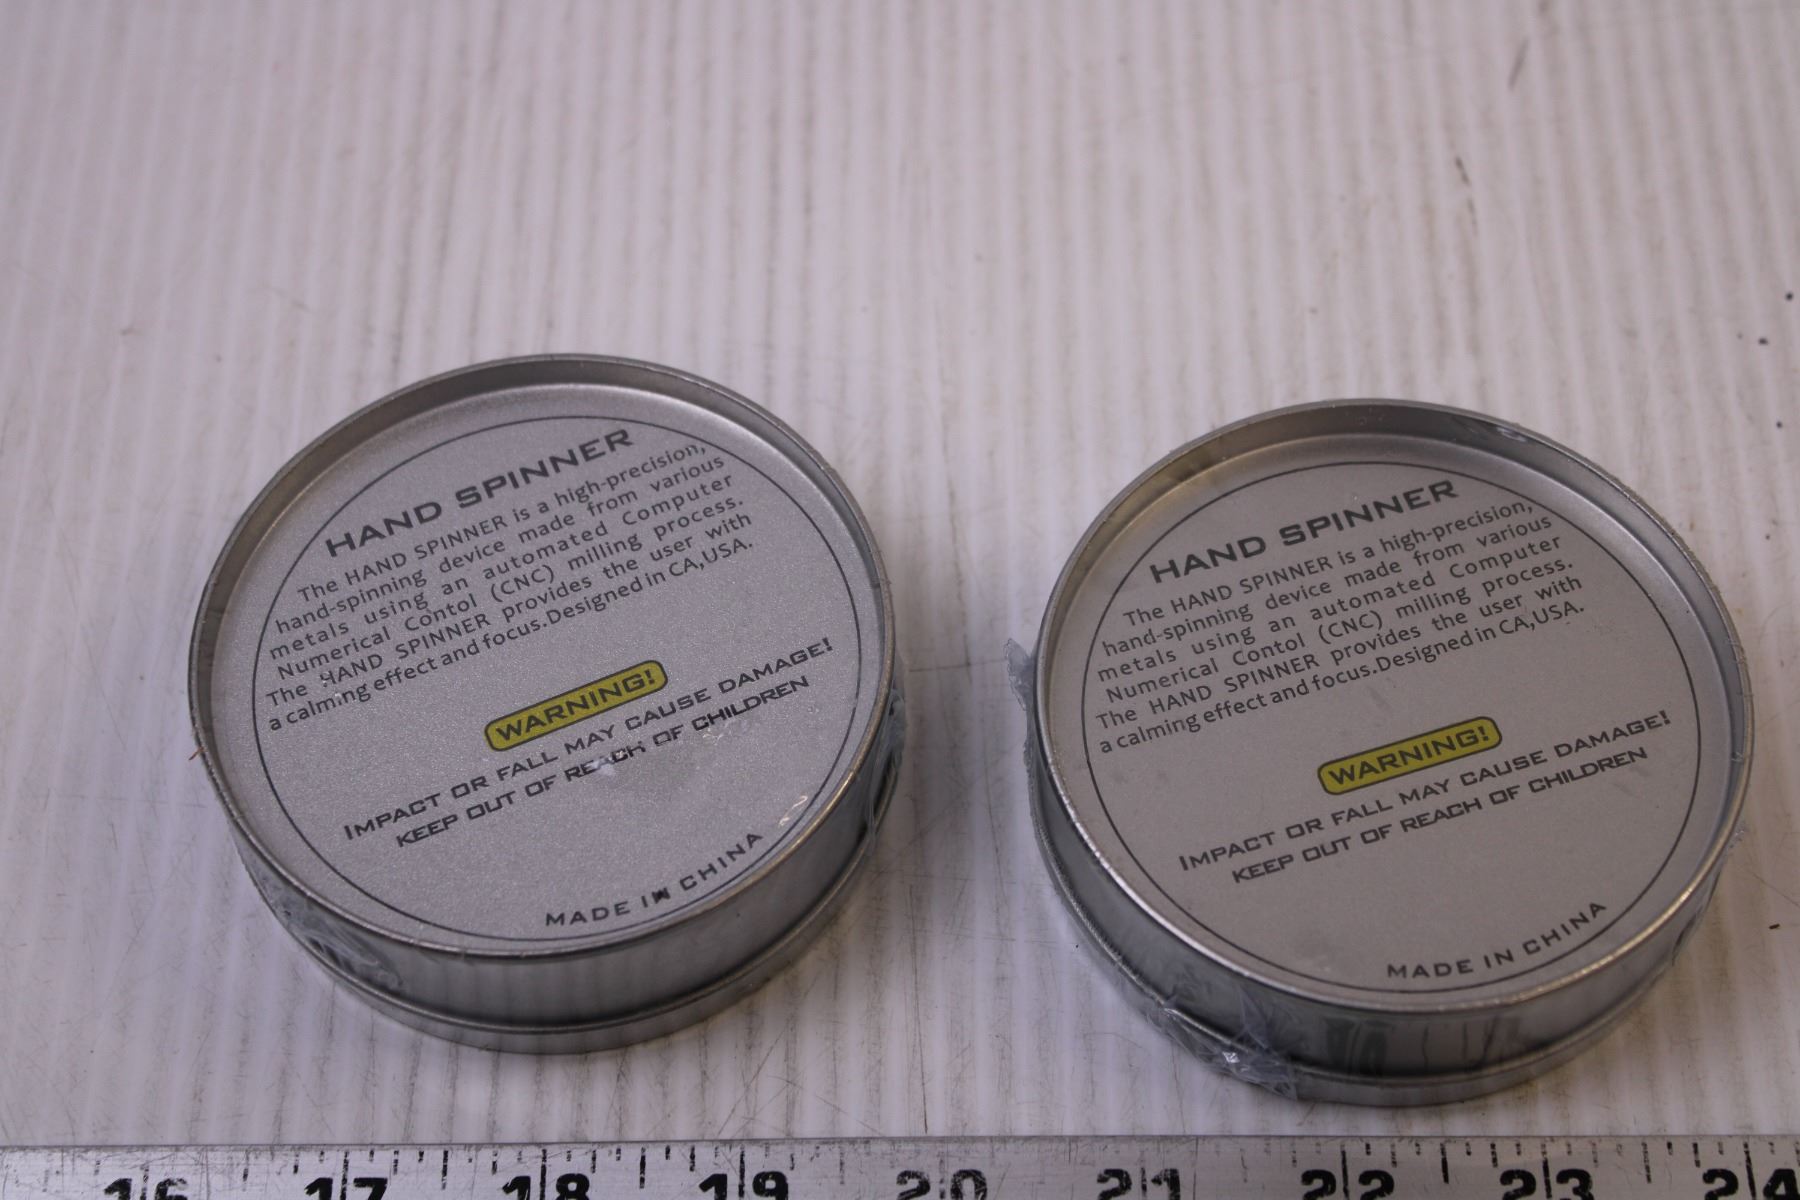 HAND SPINNER
The HAND SPINNER is a high-precision,
hand-spinning device made from various
metals using an automated Computer
Numerical Contol (CNC) milling process.
The HAND SPINNER provides the user with
a calming effect and focus.Designed in CA,USA.
WARNING!
IMPACT OR FALL MAY CAUSE DAMAGE!
KEEP OUT OF REACH OF CHILDREN
MADE IN CHINA
HAND SPINNER
The HAND SPINNER is a high-precision,
hand-spinning device made from various
metals using an automated Computer
Numerical Contol (CNC) milling process.
The HAND SPINNER provides the user with
a calming effect and focus.Designed in CA,USA.
WARNING!
IMPACT OR FALL MAY CAUSE DAMAGE!
KEEP OUT OF REACH OF CHILDREN
MADE IN CHINA
16 17 18 19 20 21 22 23 24